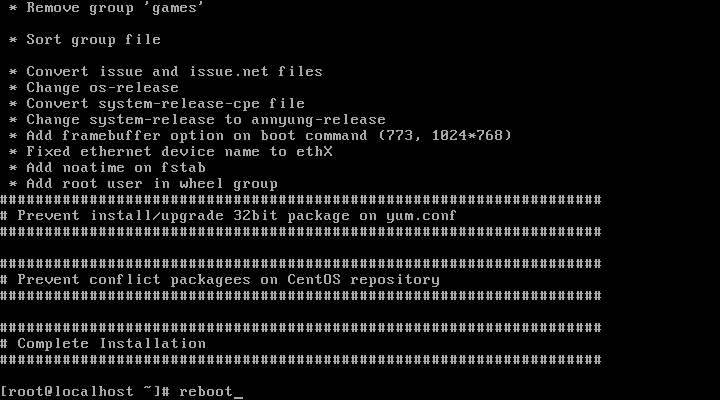 * Remove group 'games'
* Sort group file
* Convert issue and issue.net files
* Change os-release
* Convert system-release-cpe file
* Change system-release to annyung-release
* Add framebuffer option on boot command (773, 1024*768)
* Fixed ethernet device name to ethX
* Add noatime on fstab
* Add root user in wheel group
###################################################################
# Prevent install/upgrade 32bit package on yum.conf
###################################################################
###################################################################
# Prevent conflict packagees on CentOS repository
###################################################################
###################################################################
# Complete Installation
###################################################################
[root@localhost ~]# reboot_